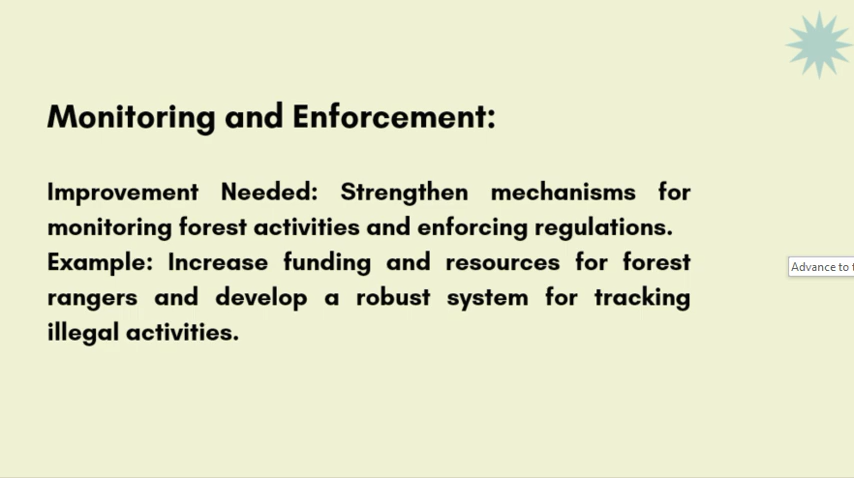 Monitoring and Enforcement:
Improvement Needed: Strengthen mechanisms for
monitoring forest activities and enforcing regulations.
Example: Increase funding and resources for forest
rangers and develop a robust system for tracking
illegal activities.
Advance to